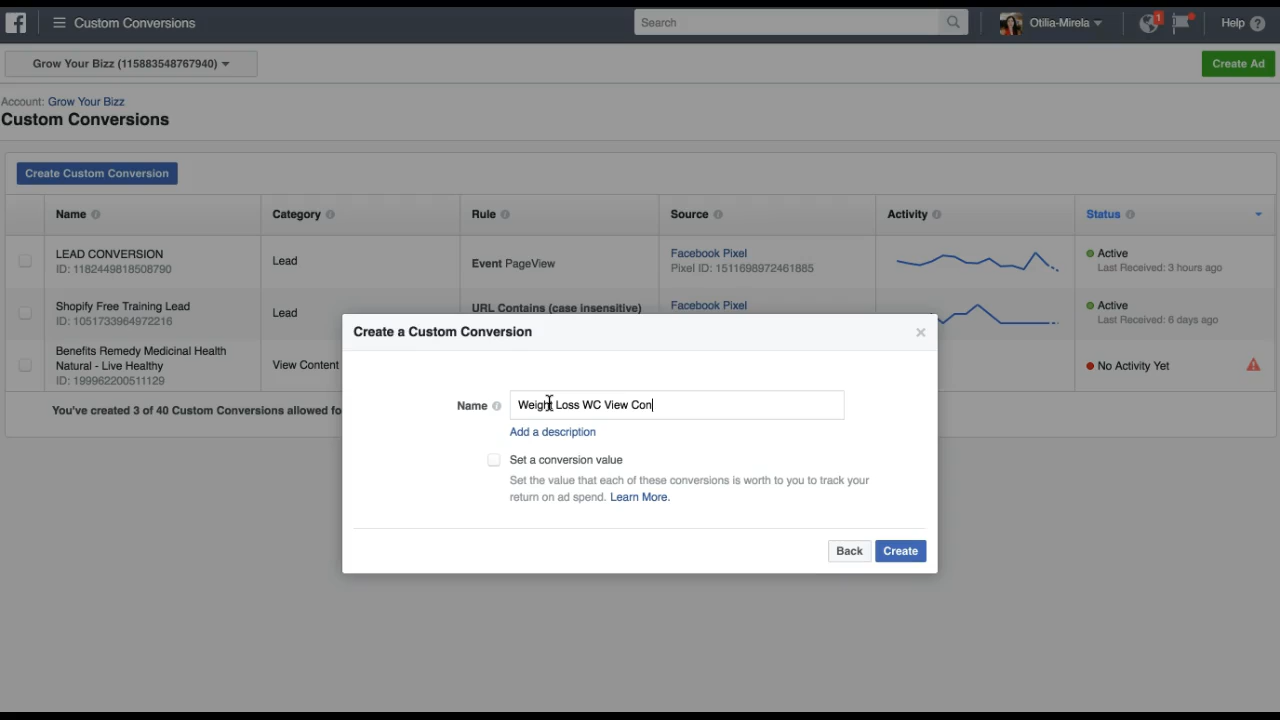 Custom Conversions
Search
Otilia-Mirela
1
Help
Grow Your Bizz (115883548767940)
Create Ad
Account: Grow Your Bizz
Custom Conversions
Create Custom Conversion
Name Category Rule Source Activity Status
LEAD CONVERSION
ID: 1182449818508790
Lead
Event PageView
Facebook Pixel
Pixel ID: 1511698972461885
Active
Last Received: 3 hours ago
Shopify Free Training Lead
ID: 1051733964972216
Lead
URL Contains (case insensitive)
Facebook Pixel
Active
Last Received: 6 days ago
Benefits Remedy Medicinal Health
Natural - Live Healthy
ID: 199962200511129
View Content
No Activity Yet
You've created 3 of 40 Custom Conversions allowed fo
Create a Custom Conversion
Name
Weight Loss WC View Con
Add a description
Set a conversion value
Set the value that each of these conversions is worth to you to track your
return on ad spend. Learn More.
Back
Create